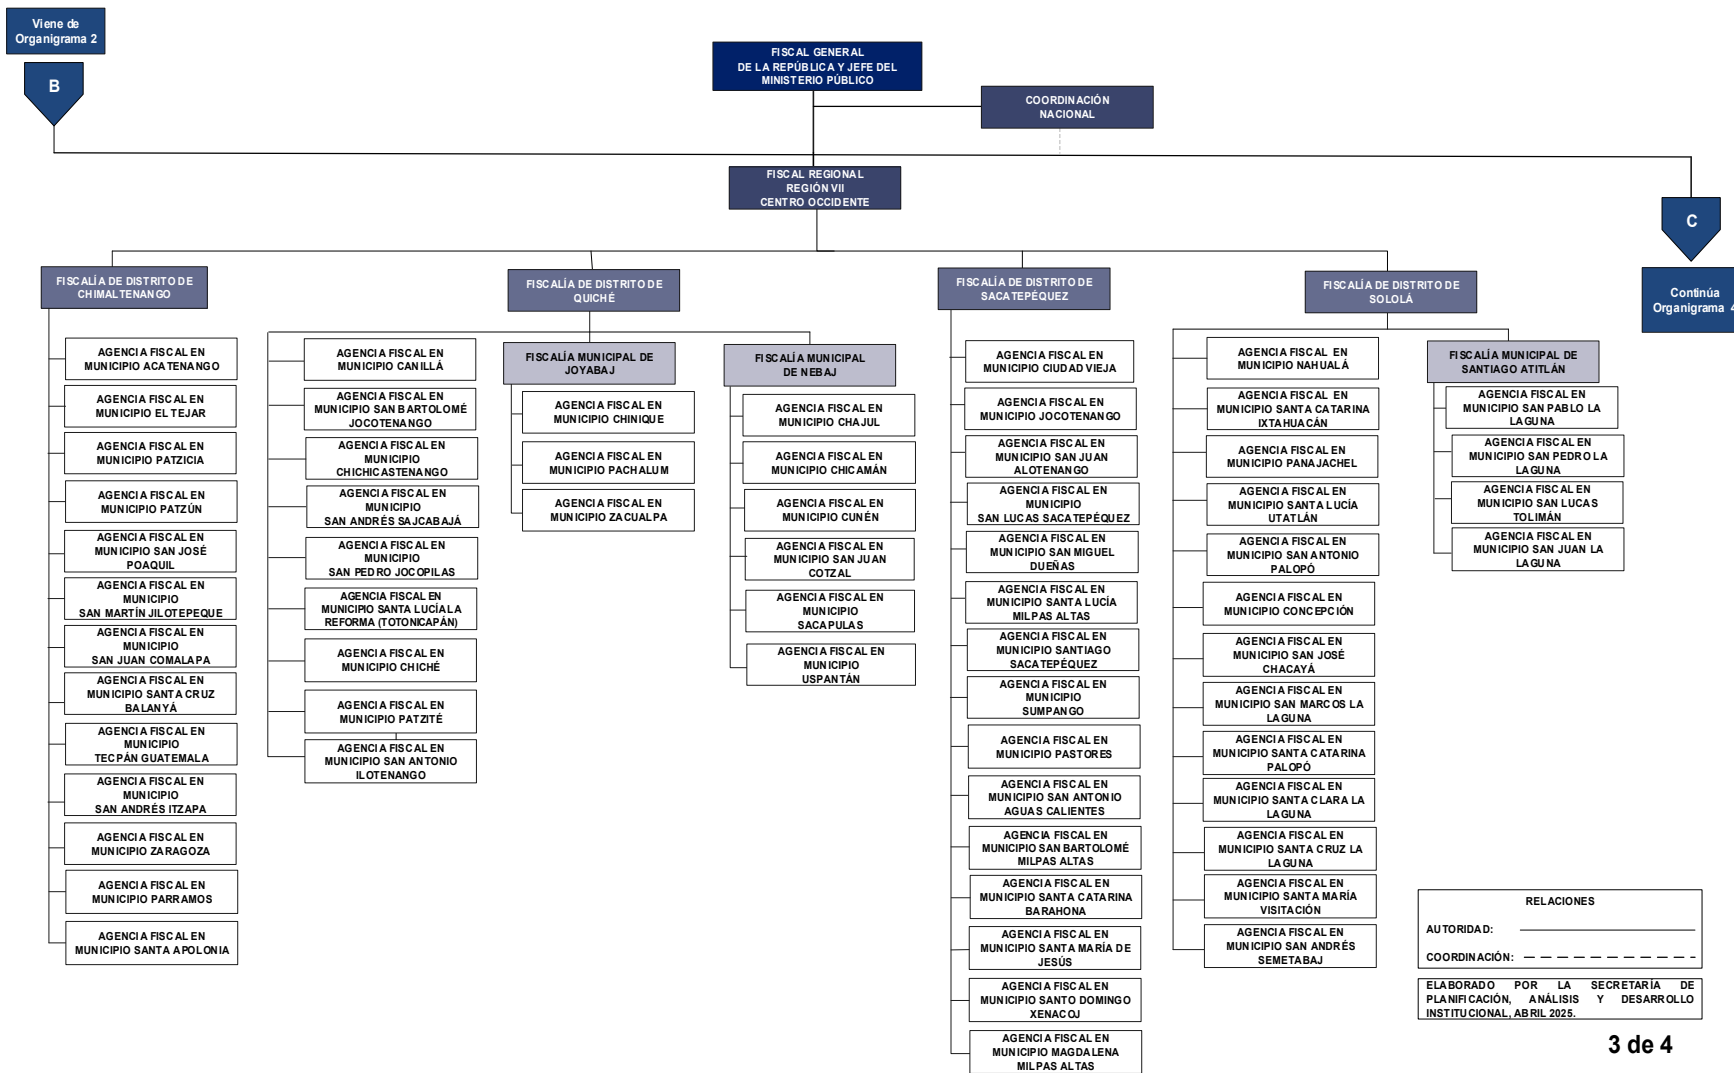 Viene de
Organigrama 2
B
FISCAL GENERAL
DE LA REPÚBLICA Y JEFE DEL
MINISTERIO PÚBLICO
COORDINACIÓN
NACIONAL
FISCAL REGIONAL
REGIÓN VII
CENTRO OCCIDENTE
C
Continúa
Organigrama 4
FISCALÍA DE DISTRITO DE
CHIMALTENANGO
AGENCIA FISCAL EN
MUNICIPIO ACATENANGO
AGENCIA FISCAL EN
MUNICIPIO EL TEJAR
AGENCIA FISCAL EN
MUNICIPIO PATZICIA
AGENCIA FISCAL EN
MUNICIPIO PATZÚN
AGENCIA FISCAL EN
MUNICIPIO SAN JOSÉ
POAQUIL
AGENCIA FISCAL EN
MUNICIPIO
SAN MARTÍN JILOTEPEQUE
AGENCIA FISCAL EN
MUNICIPIO
SAN JUAN COMALAPA
AGENCIA FISCAL EN
MUNICIPIO SANTA CRUZ
BALANYÁ
AGENCIA FISCAL EN
MUNICIPIO
TECPÁN GUATEMALA
AGENCIA FISCAL EN
MUNICIPIO
SAN ANDRÉS ITZAPA
AGENCIA FISCAL EN
MUNICIPIO ZARAGOZA
AGENCIA FISCAL EN
MUNICIPIO PARRAMOS
AGENCIA FISCAL EN
MUNICIPIO SANTA APOLONIA
FISCALÍA DE DISTRITO DE
QUICHÉ
AGENCIA FISCAL EN
MUNICIPIO CANILLÁ
AGENCIA FISCAL EN
MUNICIPIO SAN BARTOLOMÉ
JOCOTENANGO
AGENCIA FISCAL EN
MUNICIPIO
CHICHICASTENANGO
AGENCIA FISCAL EN
MUNICIPIO
SAN ANDRÉS SAJCABAJÁ
AGENCIA FISCAL EN
MUNICIPIO
SAN PEDRO JOCOPILAS
AGENCIA FISCAL EN
MUNICIPIO SANTA LUCÍA LA
REFORMA (TOTONICAPÁN)
AGENCIA FISCAL EN
MUNICIPIO CHICHÉ
AGENCIA FISCAL EN
MUNICIPIO PATZITÉ
AGENCIA FISCAL EN
MUNICIPIO SAN ANTONIO
ILOTENANGO
FISCALÍA MUNICIPAL DE
JOYABAJ
AGENCIA FISCAL EN
MUNICIPIO CHINIQUE
AGENCIA FISCAL EN
MUNICIPIO PACHALUM
AGENCIA FISCAL EN
MUNICIPIO ZACUALPA
FISCALÍA MUNICIPAL
DE NEBAJ
AGENCIA FISCAL EN
MUNICIPIO CHAJUL
AGENCIA FISCAL EN
MUNICIPIO CHICAMÁN
AGENCIA FISCAL EN
MUNICIPIO CUNÉN
AGENCIA FISCAL EN
MUNICIPIO SAN JUAN
COTZAL
AGENCIA FISCAL EN
MUNICIPIO
SACAPULAS
AGENCIA FISCAL EN
MUNICIPIO
USPANTÁN
FISCALÍA DE DISTRITO DE
SACATEPÉQUEZ
AGENCIA FISCAL EN
MUNICIPIO CIUDAD VIEJA
AGENCIA FISCAL EN
MUNICIPIO JOCOTENANGO
AGENCIA FISCAL EN
MUNICIPIO SAN JUAN
ALOTENANGO
AGENCIA FISCAL EN
MUNICIPIO
SAN LUCAS SACATEPÉQUEZ
AGENCIA FISCAL EN
MUNICIPIO SAN MIGUEL
DUEÑAS
AGENCIA FISCAL EN
MUNICIPIO SANTA LUCÍA
MILPAS ALTAS
AGENCIA FISCAL EN
MUNICIPIO SANTIAGO
SACATEPÉQUEZ
AGENCIA FISCAL EN
MUNICIPIO
SUMPANGO
AGENCIA FISCAL EN
MUNICIPIO PASTORES
AGENCIA FISCAL EN
MUNICIPIO SAN ANTONIO
AGUAS CALIENTES
AGENCIA FISCAL EN
MUNICIPIO SAN BARTOLOMÉ
MILPAS ALTAS
AGENCIA FISCAL EN
MUNICIPIO SANTA CATARINA
BARAHONA
AGENCIA FISCAL EN
MUNICIPIO SANTA MARÍA DE
JESÚS
AGENCIA FISCAL EN
MUNICIPIO SANTO DOMINGO
XENACOJ
AGENCIA FISCAL EN
MUNICIPIO MAGDALENA
MILPAS ALTAS
FISCALÍA DE DISTRITO DE
SOLOLÁ
AGENCIA FISCAL EN
MUNICIPIO NAHUALÁ
AGENCIA FISCAL EN
MUNICIPIO SANTA CATARINA
IXTAHUACÁN
AGENCIA FISCAL EN
MUNICIPIO PANAJACHEL
AGENCIA FISCAL EN
MUNICIPIO SANTA LUCÍA
UTATLÁN
AGENCIA FISCAL EN
MUNICIPIO SAN ANTONIO
PALOPÓ
AGENCIA FISCAL EN
MUNICIPIO CONCEPCIÓN
AGENCIA FISCAL EN
MUNICIPIO SAN JOSÉ
CHACAYÁ
AGENCIA FISCAL EN
MUNICIPIO SAN MARCOS LA
LAGUNA
AGENCIA FISCAL EN
MUNICIPIO SANTA CATARINA
PALOPÓ
AGENCIA FISCAL EN
MUNICIPIO SANTA CLARA LA
LAGUNA
AGENCIA FISCAL EN
MUNICIPIO SANTA CRUZ LA
LAGUNA
AGENCIA FISCAL EN
MUNICIPIO SANTA MARÍA
VISITACIÓN
AGENCIA FISCAL EN
MUNICIPIO SAN ANDRÉS
SEMETABAJ
FISCALÍA MUNICIPAL DE
SANTIAGO ATITLÁN
AGENCIA FISCAL EN
MUNICIPIO SAN PABLO LA
LAGUNA
AGENCIA FISCAL EN
MUNICIPIO SAN PEDRO LA
LAGUNA
AGENCIA FISCAL EN
MUNICIPIO SAN LUCAS
TOLIMÁN
AGENCIA FISCAL EN
MUNICIPIO SAN JUAN LA
LAGUNA
RELACIONES
AUTORIDAD:
COORDINACIÓN:
ELABORADO POR LA SECRETARÍA DE
PLANIFICACIÓN, ANÁLISIS Y DESARROLLO
INSTITUCIONAL, ABRIL 2025.
3 de 4